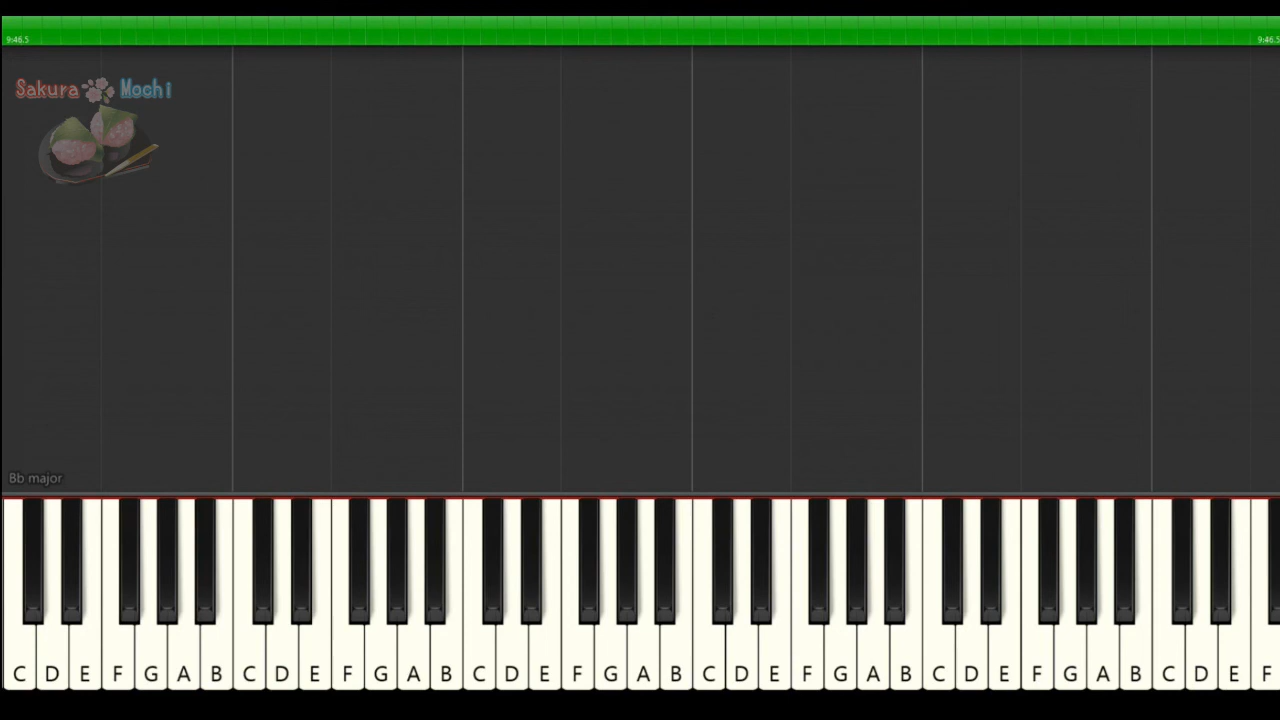 9:46.5 9:46.5
Sakura Mochi
Bb major
C D E F G A B C D E F G A B C D E F G A B C D E F G A B C D E F G A B C D E F